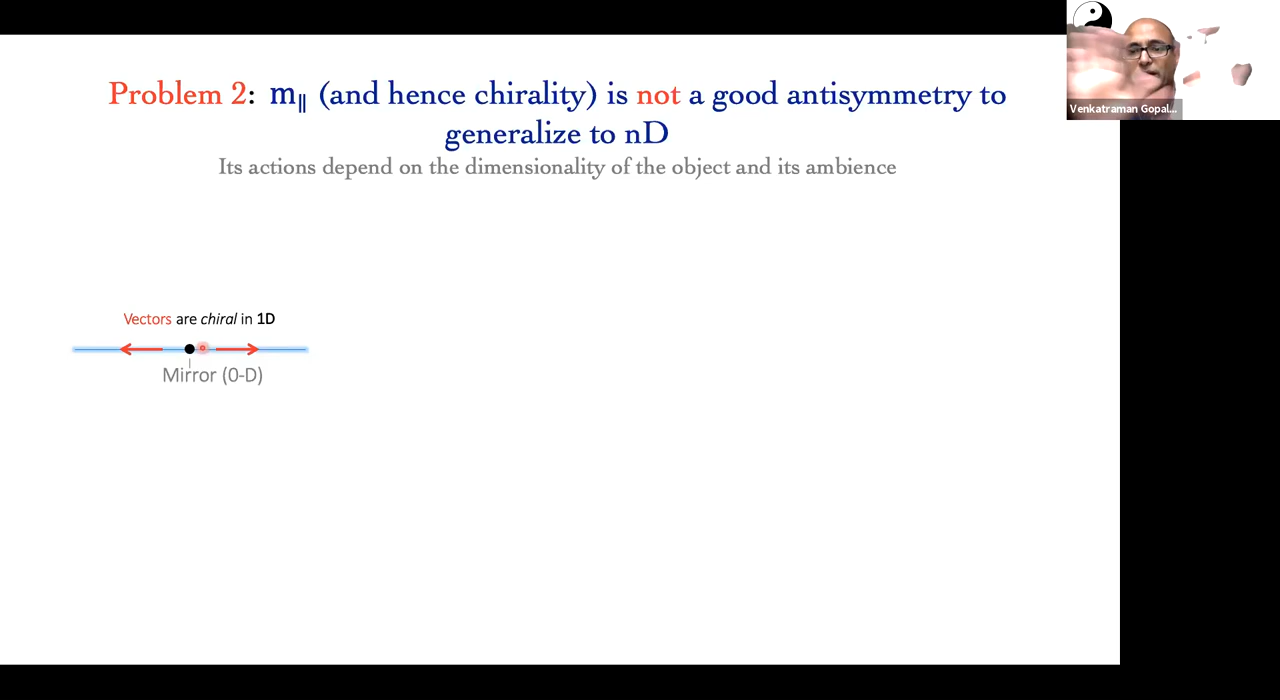 Problem 2: m∥ (and hence chirality) is not a good antisymmetry to
generalize to nD
Its actions depend on the dimensionality of the object and its ambience
Vectors are chiral in 1D
Mirror (0-D)
Venkatraman Gopal...